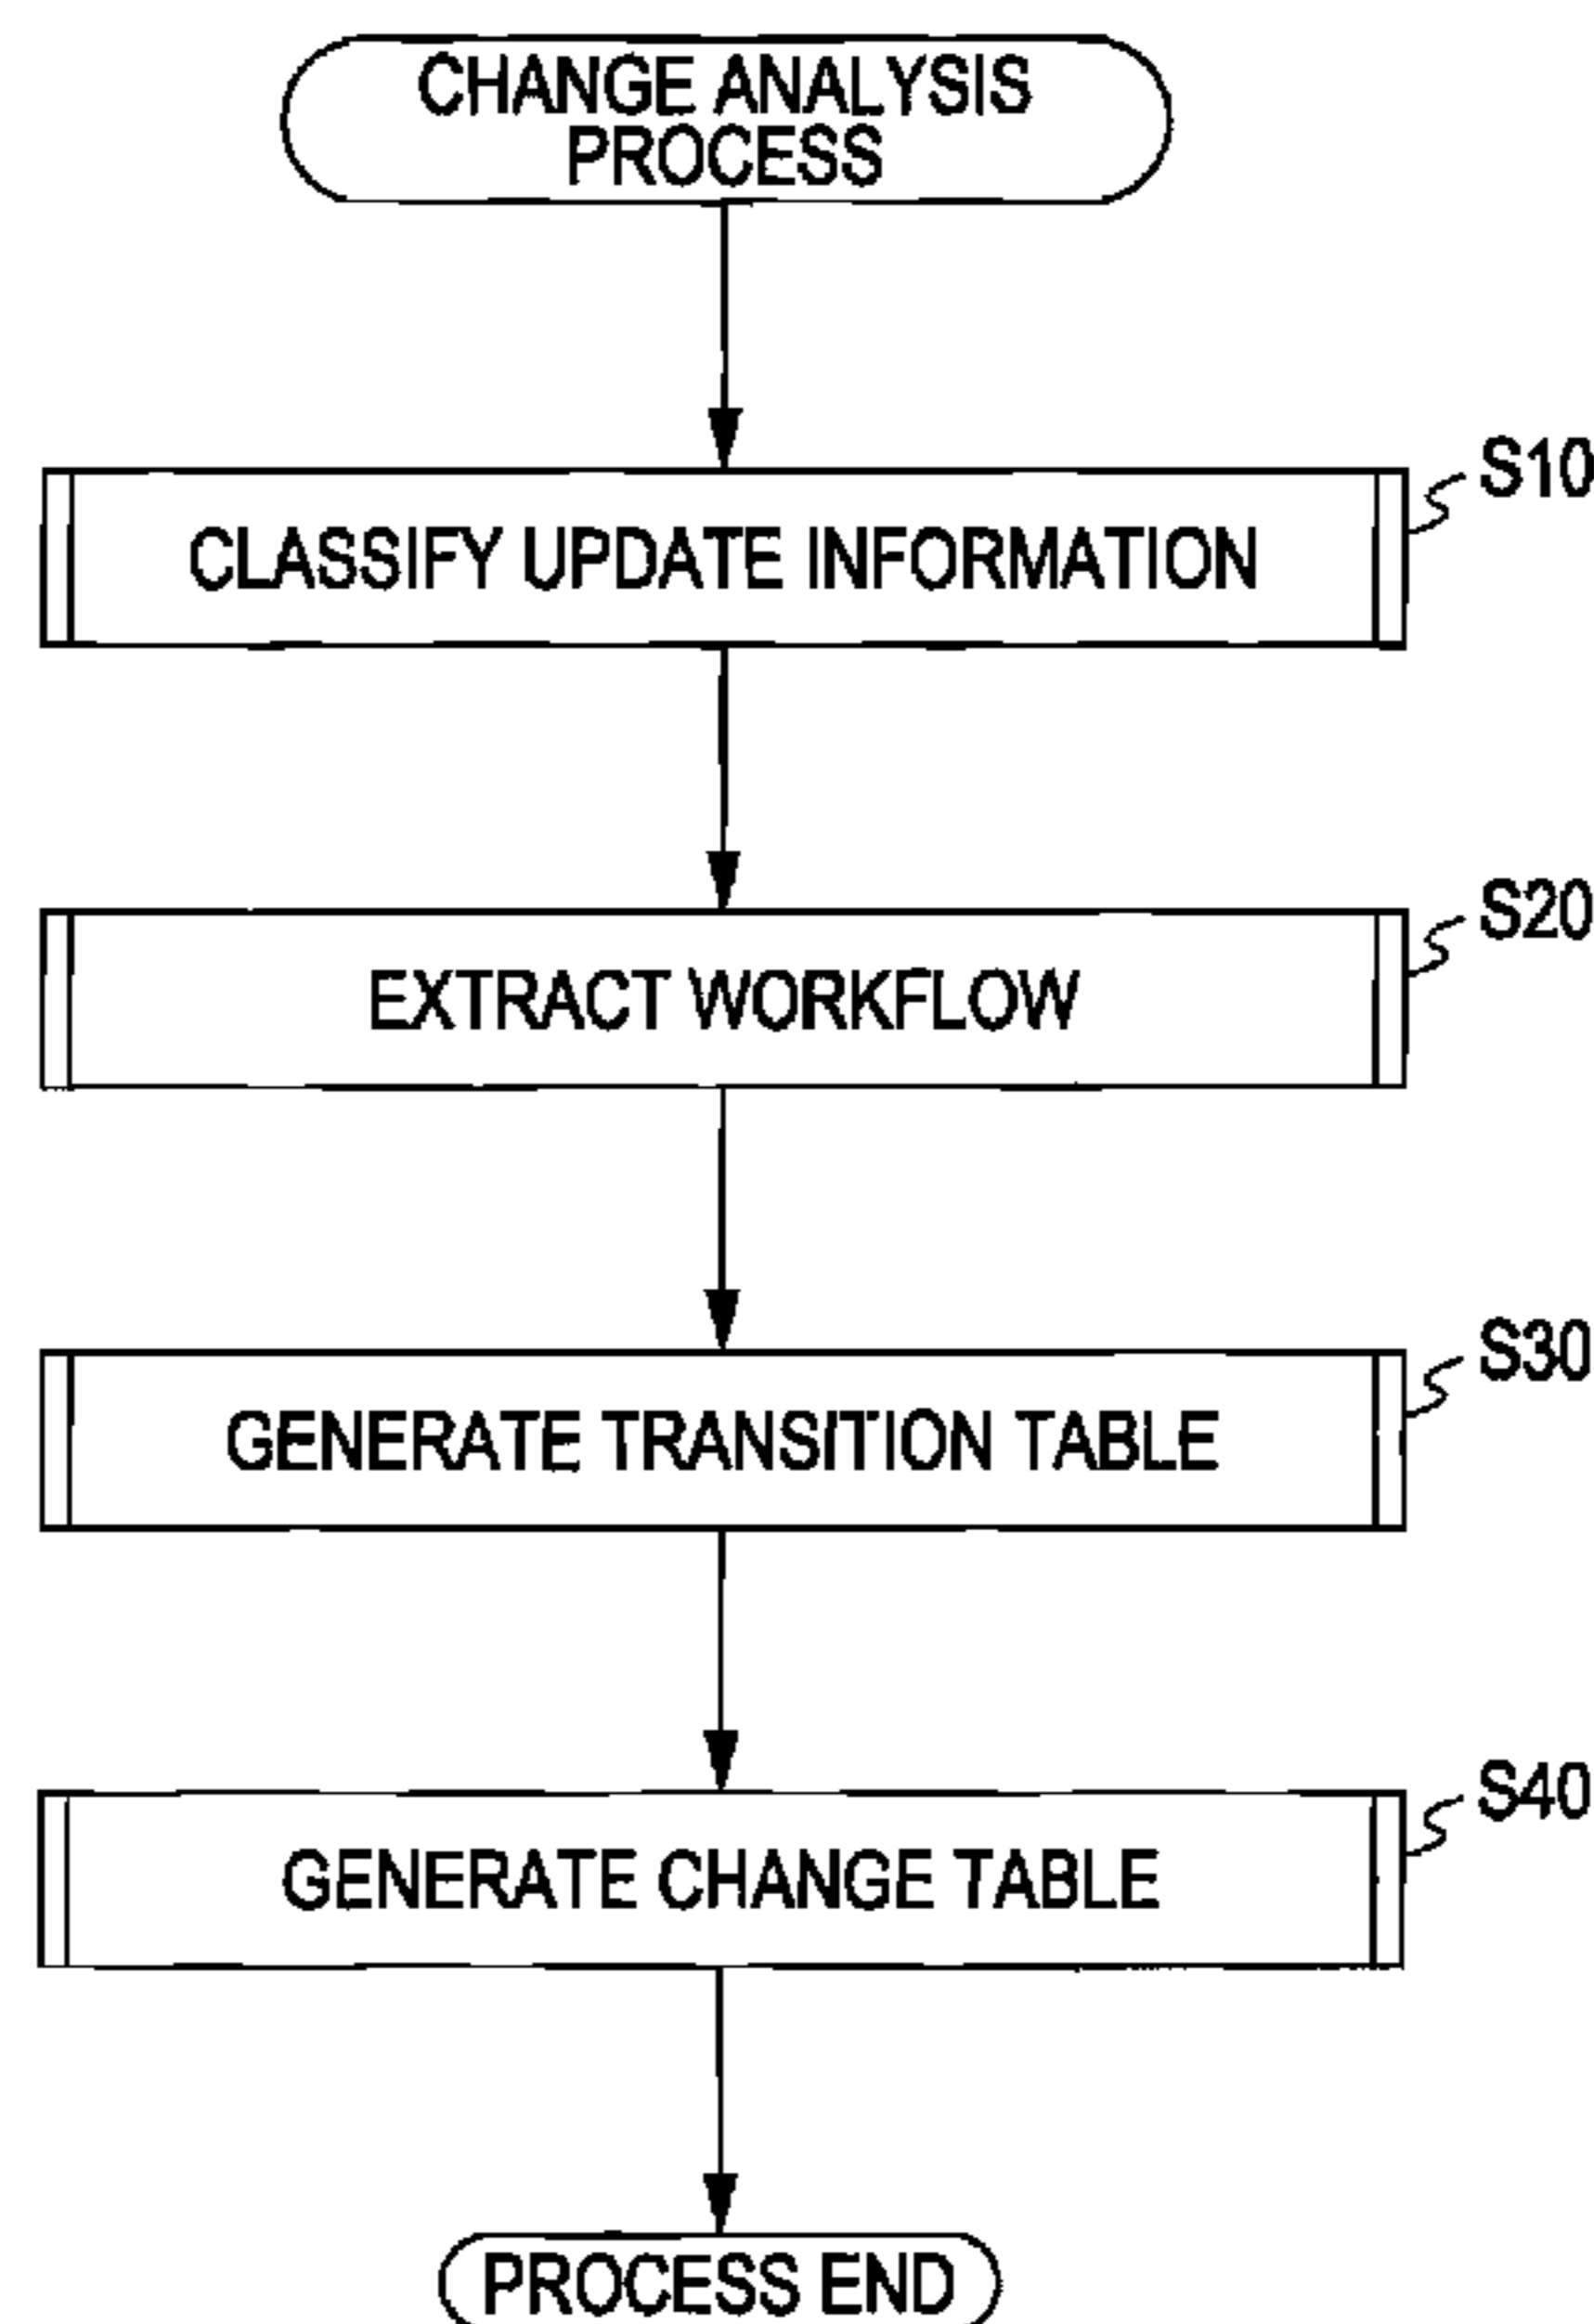 CHANGE ANALYSIS
PROCESS
S10
CLASSIFY UPDATE INFORMATION
S20
EXTRACT WORKFLOW
S30
GENERATE TRANSITION TABLE
S40
GENERATE CHANGE TABLE
PROCESS END